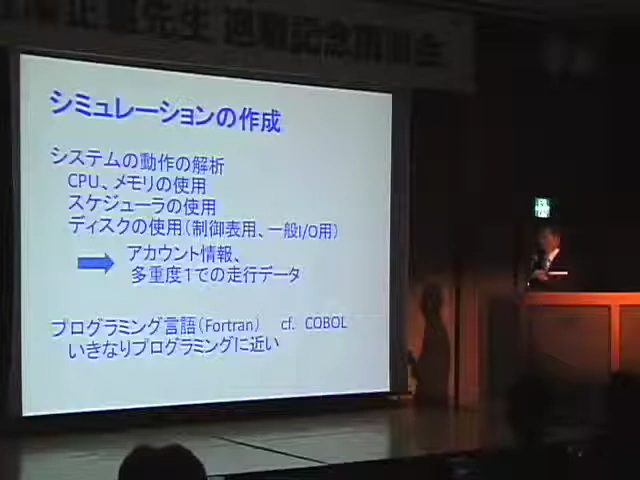 先生 退職記念講演会
シミュレーションの作成
システムの動作の解析
CPU、メモリの使用
スケジューラの使用
ディスクの使用(制御表用、一般I/O用)
アカウント情報、
多重度1での走行データ
プログラミング言語(Fortran) cf. COBOL
いきなりプログラミングに近い